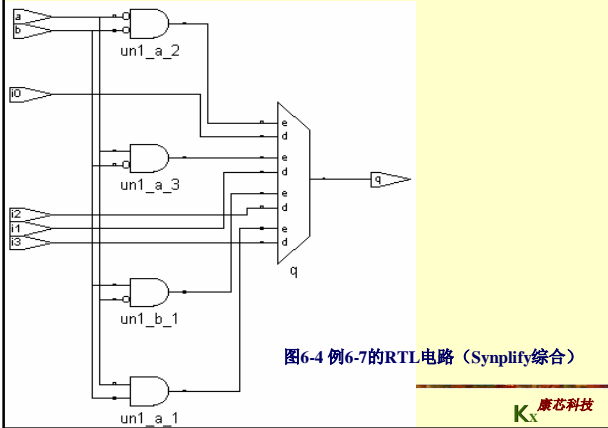 a
b
un1_a_2
i0
e
d
un1_a_3
e
d
i2
i1
i3
e
d
e
d
q
q
un1_b_1
图6-4 例6-7的RTL电路（Synplify综合）
un1_a_1
KX 康芯科技